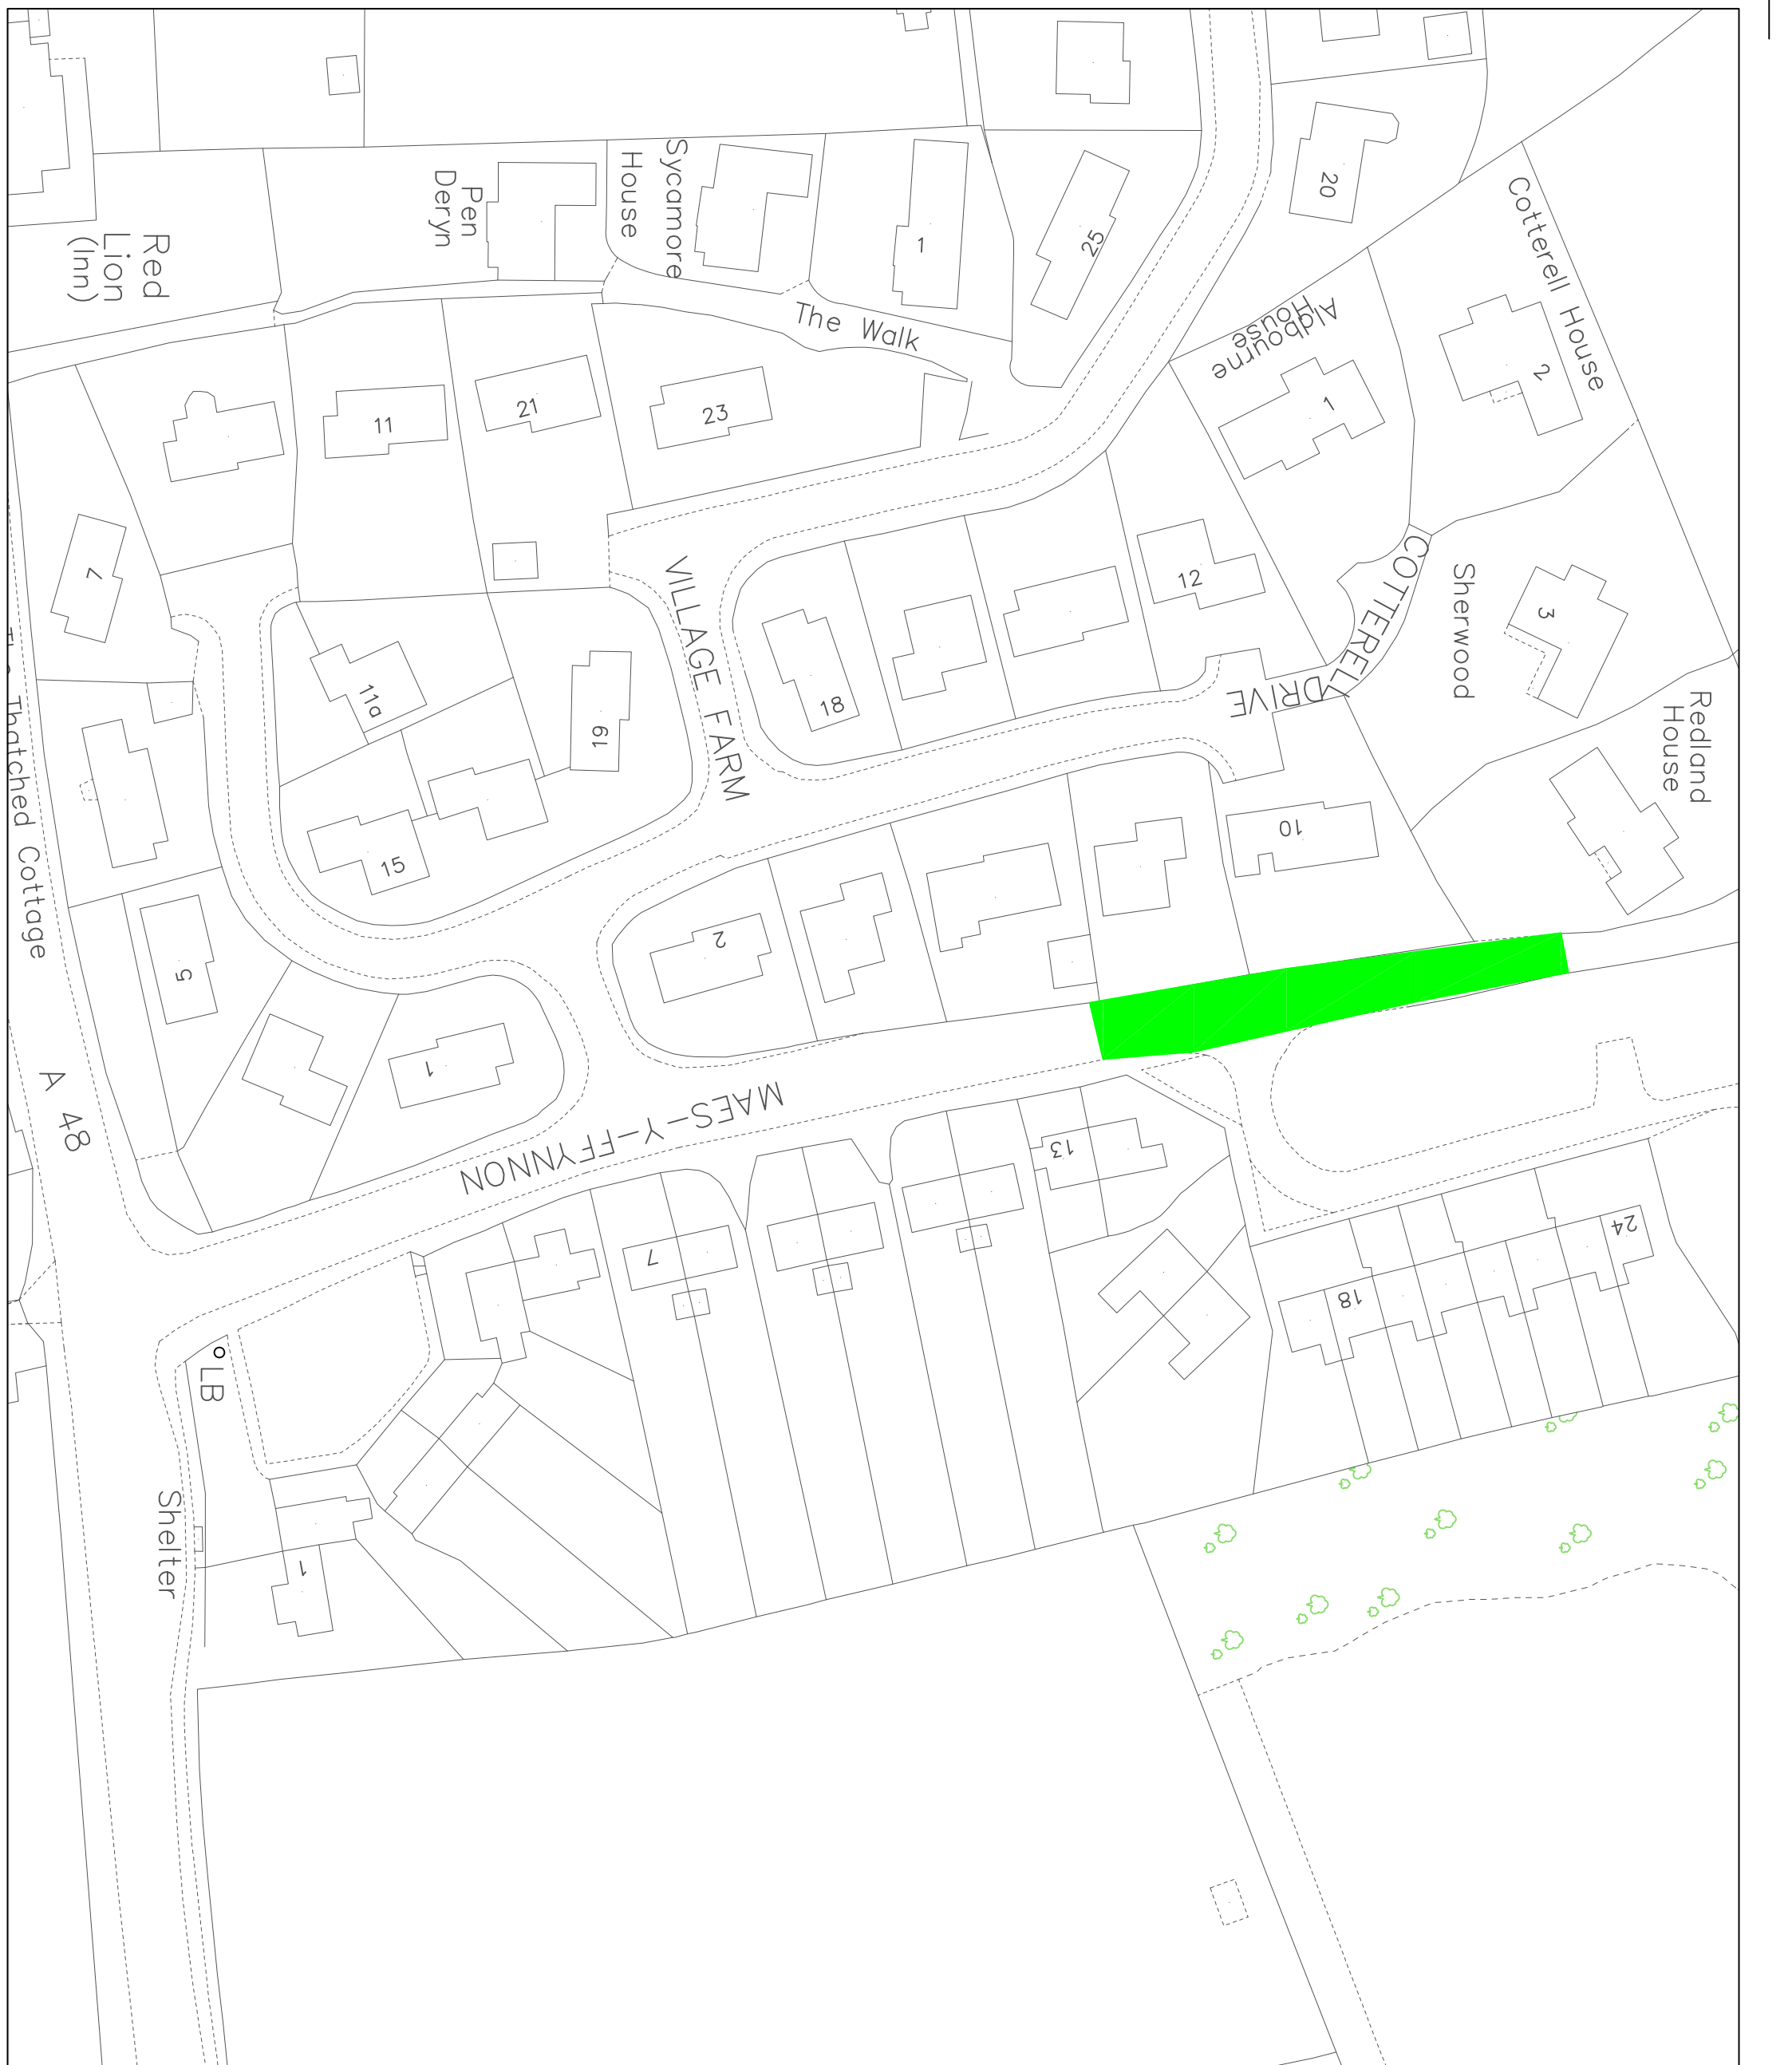 Sycamore
House
Pen
Deryn
Red
Lion
(Inn)
1
25
20
Cotterell House
The Walk
Aldbourne
House
1
2
11
21
23
7
12
COTTERELL
DRIVE
Sherwood
3
VILLAGE FARM
18
11a
19
Redland
House
10
15
2
Thatched Cottage
5
1
A 48
MAES-Y-FFYNNON
13
7
24
18
LB
Shelter
1